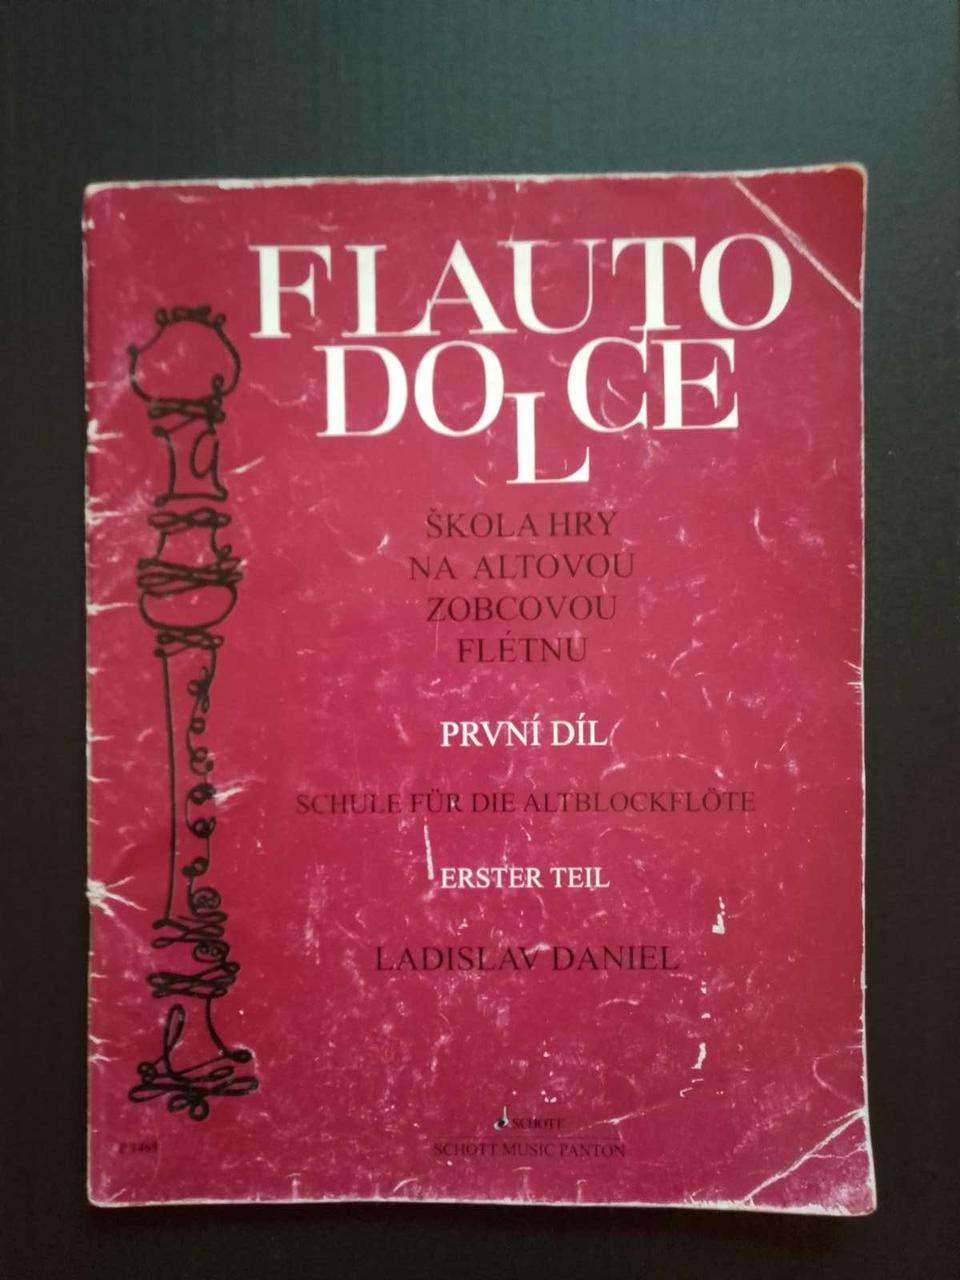 FLAUTO
DOLCE
ŠKOLA HRY
NA ALTOVOU
ZOBCOVOU
FLÉTNU
PRVNÍ DÍL
SCHULE FÜR DIE ALTBLOCKFLÖTE
ERSTER TEIL
LADISLAV DANIEL
SCHOTT
SCHOTT MUSIC PANTON